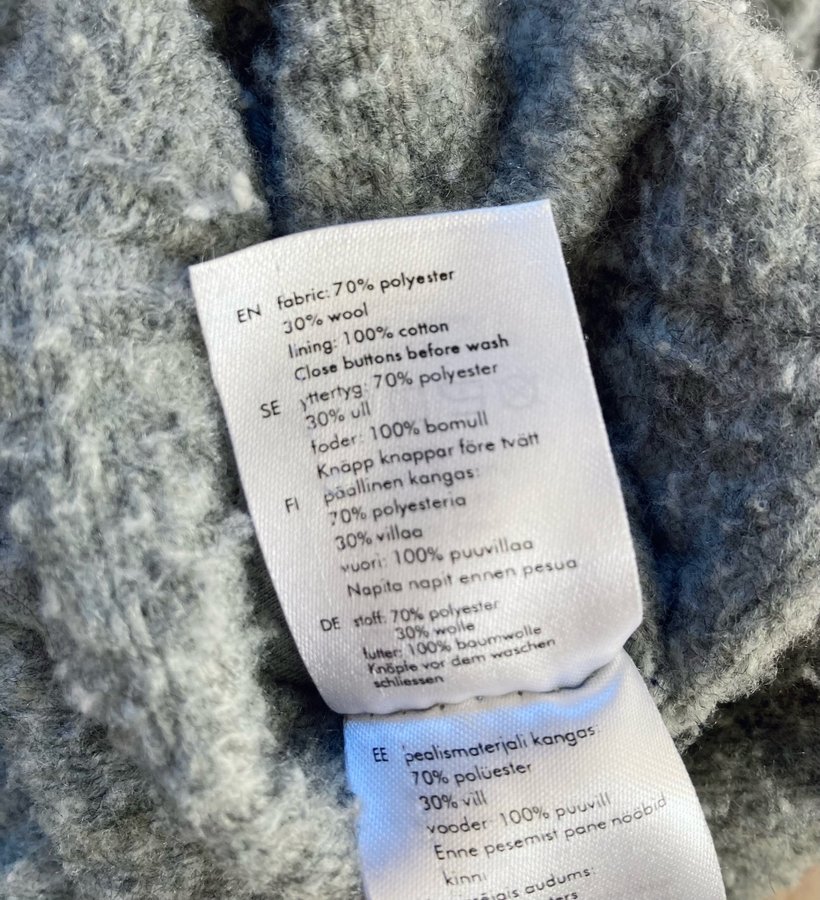 EN fabric: 70% polyester
30% wool
lining: 100% cotton
Close buttons before wash
SE yttertyg: 70% polyester
30% ull
foder: 100% bomull
Knäpp knappar före tvätt
FI päällinen kangas:
70% polyesteria
30% villaa
vuori: 100% puuvillaa
Napita napit ennen pesua
DE stoff: 70% polyester
30% wolle
futter: 100% baumwolle
Knöpfe vor dem waschen
schliessen
EE pealismaterjali kangas:
70% polüester
30% vill
vooder: 100% puuvill
Enne pesemist pane nööbid
kinni
audums: